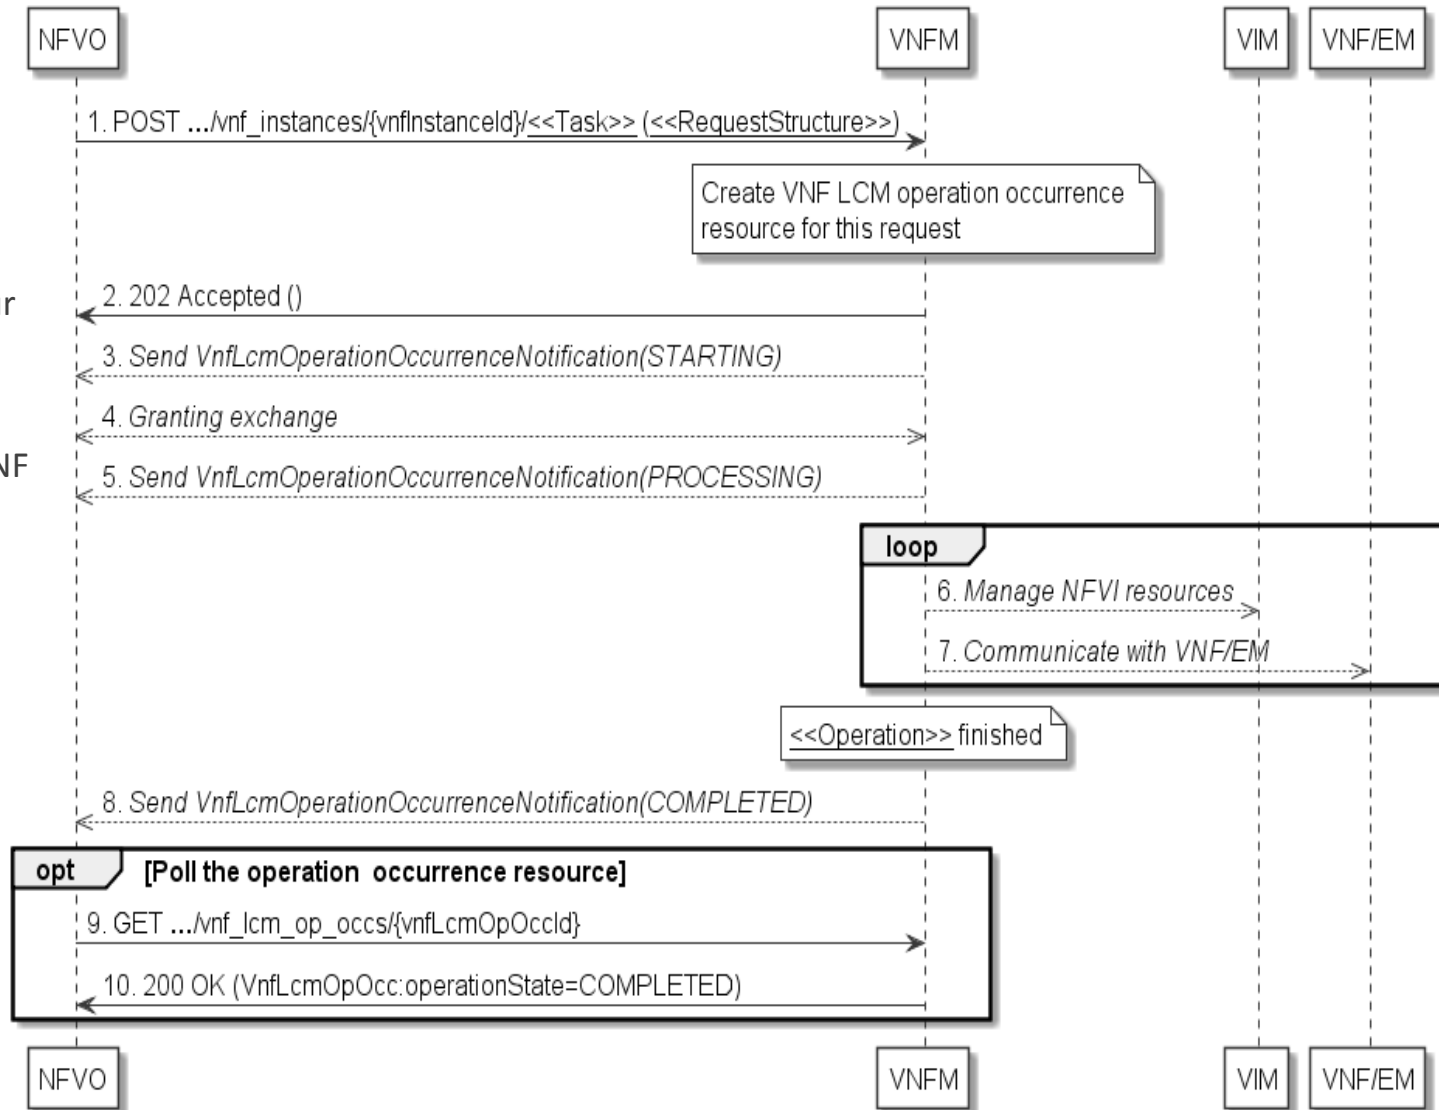 NFVO VNFM VIM VNF/EM
1. POST .../vnf_instances/{vnfInstanceId}/<<Task>> (<<RequestStructure>>)
Create VNF LCM operation occurrence
resource for this request
2. 202 Accepted ()
3. Send VnfLcmOperationOccurrenceNotification(STARTING)
4. Granting exchange
NF
5. Send VnfLcmOperationOccurrenceNotification(PROCESSING)
loop
6. Manage NFVI resources
7. Communicate with VNF/EM
<<Operation>> finished
8. Send VnfLcmOperationOccurrenceNotification(COMPLETED)
opt [Poll the operation occurrence resource]
9. GET .../vnf_lcm_op_occs/{vnfLcmOpOccId}
10. 200 OK (VnfLcmOpOcc:operationState=COMPLETED)
NFVO VNFM VIM VNF/EM